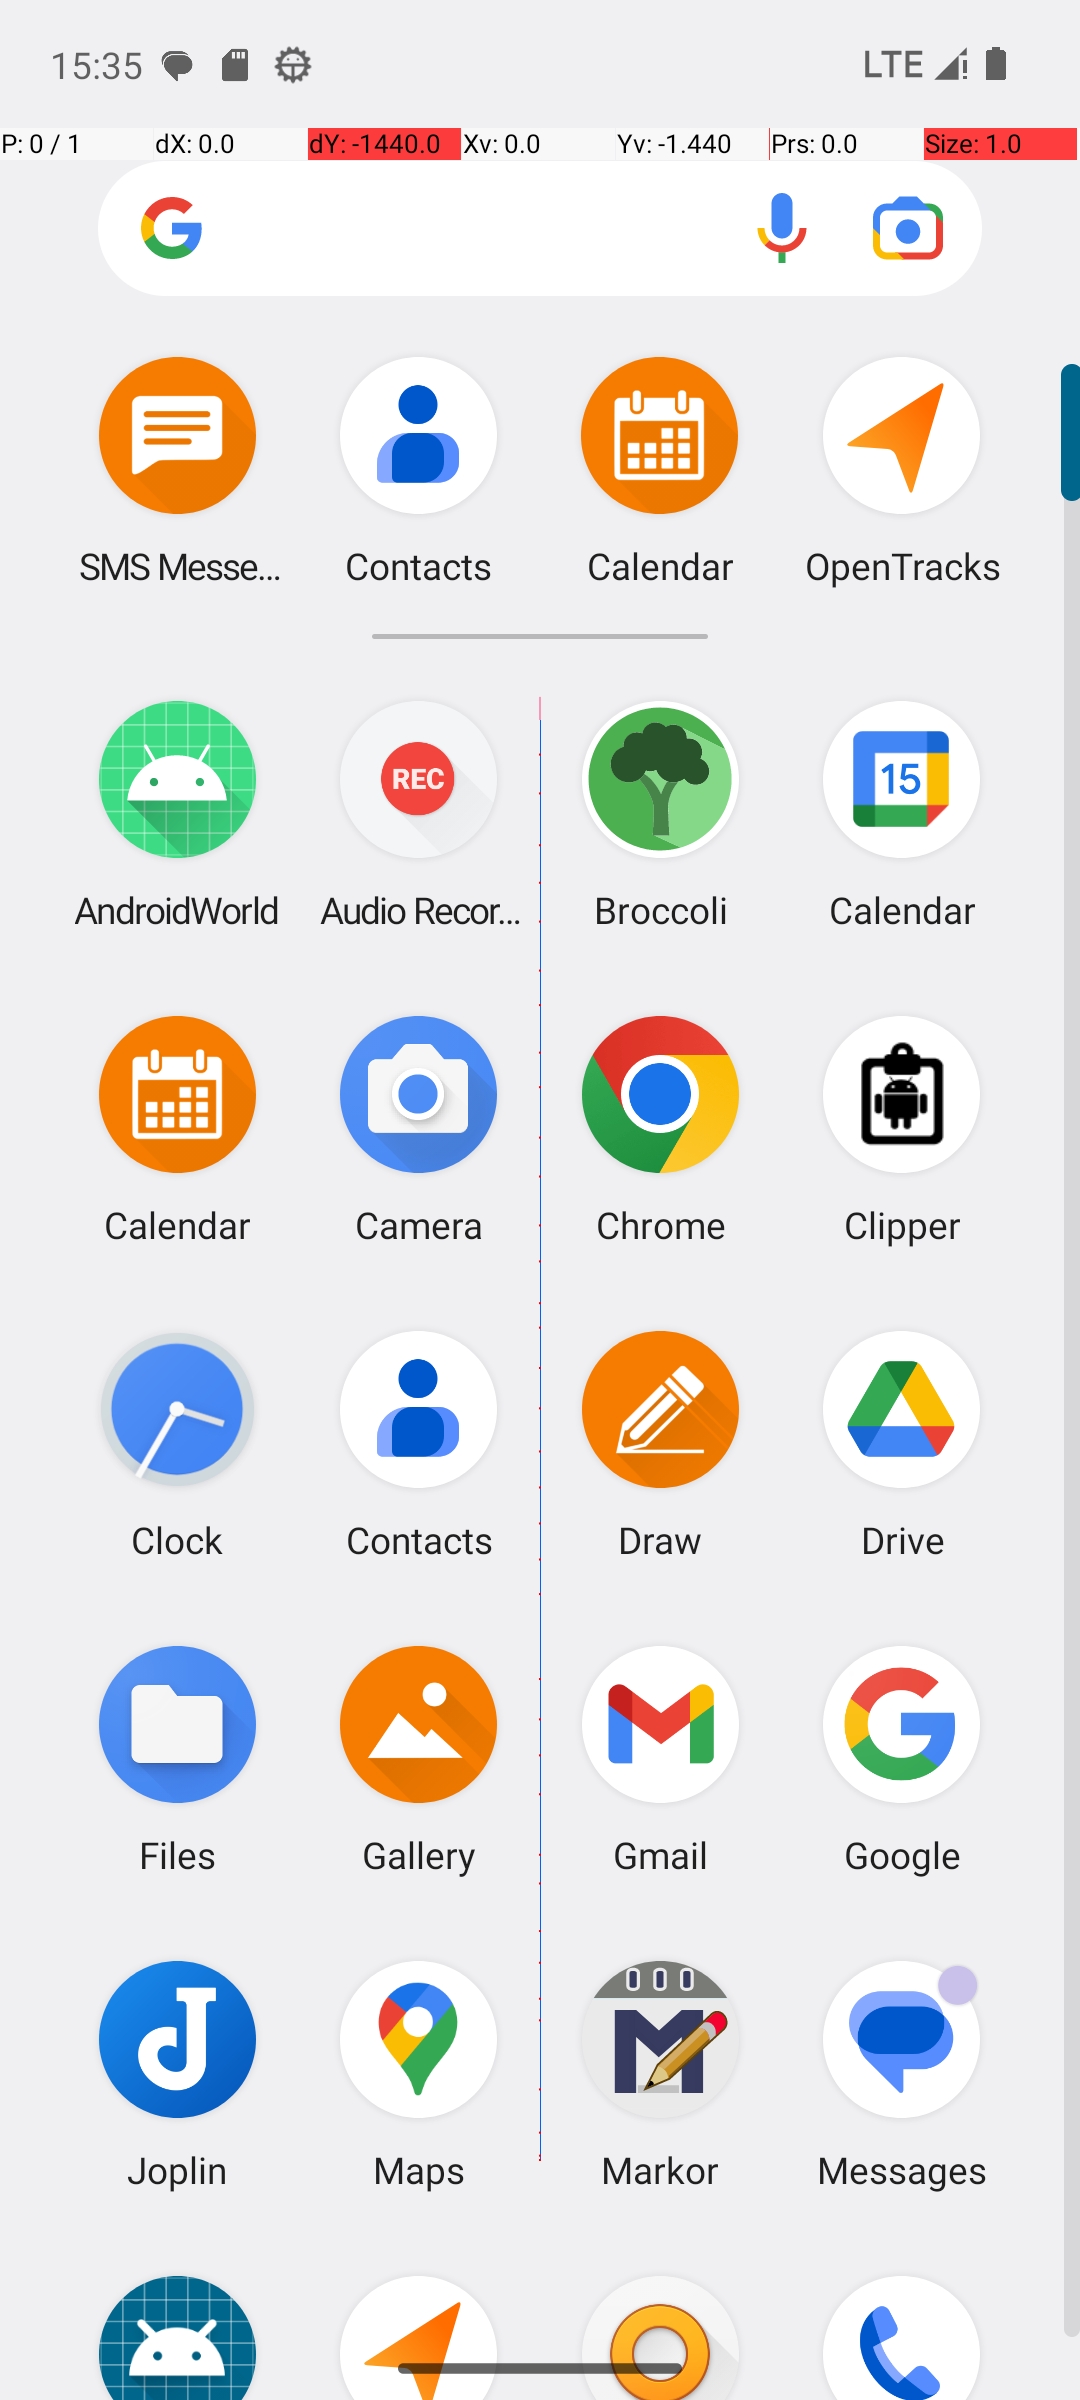 15:35 LTE
P: 0 / 1 dX: 0.0 dY: -1440.0 Xv: 0.0 Yv: -1.440 Prs: 0.0 Size: 1.0
SMS Messe... Contacts Calendar OpenTracks
REC 15
AndroidWorld Audio Recor... Broccoli Calendar
Calendar Camera Chrome Clipper
Clock Contacts Draw Drive
Files Gallery Gmail Google
Joplin Maps Markor Messages